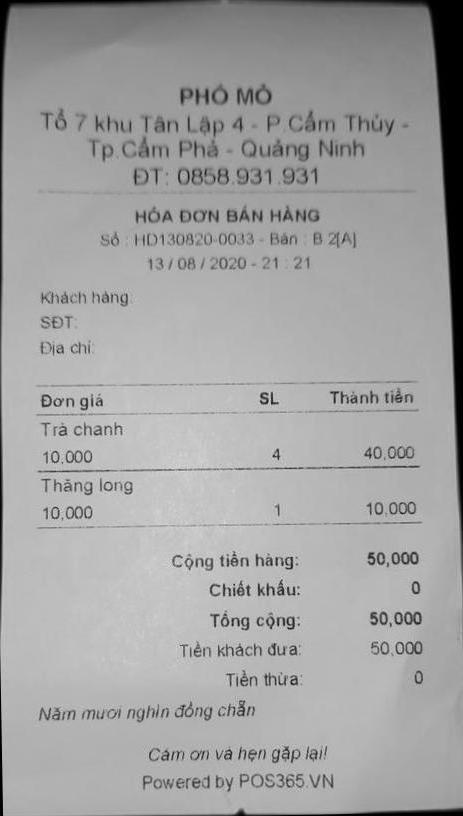 PHỐ MỎ
Tổ 7 khu Tân Lập 4 - P.Cẩm Thủy -
Tp.Cẩm Phả - Quảng Ninh
ĐT: 0858.931.931
HÓA ĐƠN BÁN HÀNG
Số : HD130820-0033 - Bàn : B 2[A]
13 / 08 / 2020 - 21 : 21
Khách hàng:
SĐT:
Địa chỉ:
Đơn giá SL Thành tiền
Trà chanh
10,000 4 40,000
Thăng long
10,000 1 10,000
Cộng tiền hàng: 50,000
Chiết khấu: 0
Tổng cộng: 50,000
Tiền khách đưa: 50,000
Tiền thừa: 0
Năm mươi nghìn đồng chẵn
Cám ơn và hẹn gặp lại!
Powered by POS365.VN